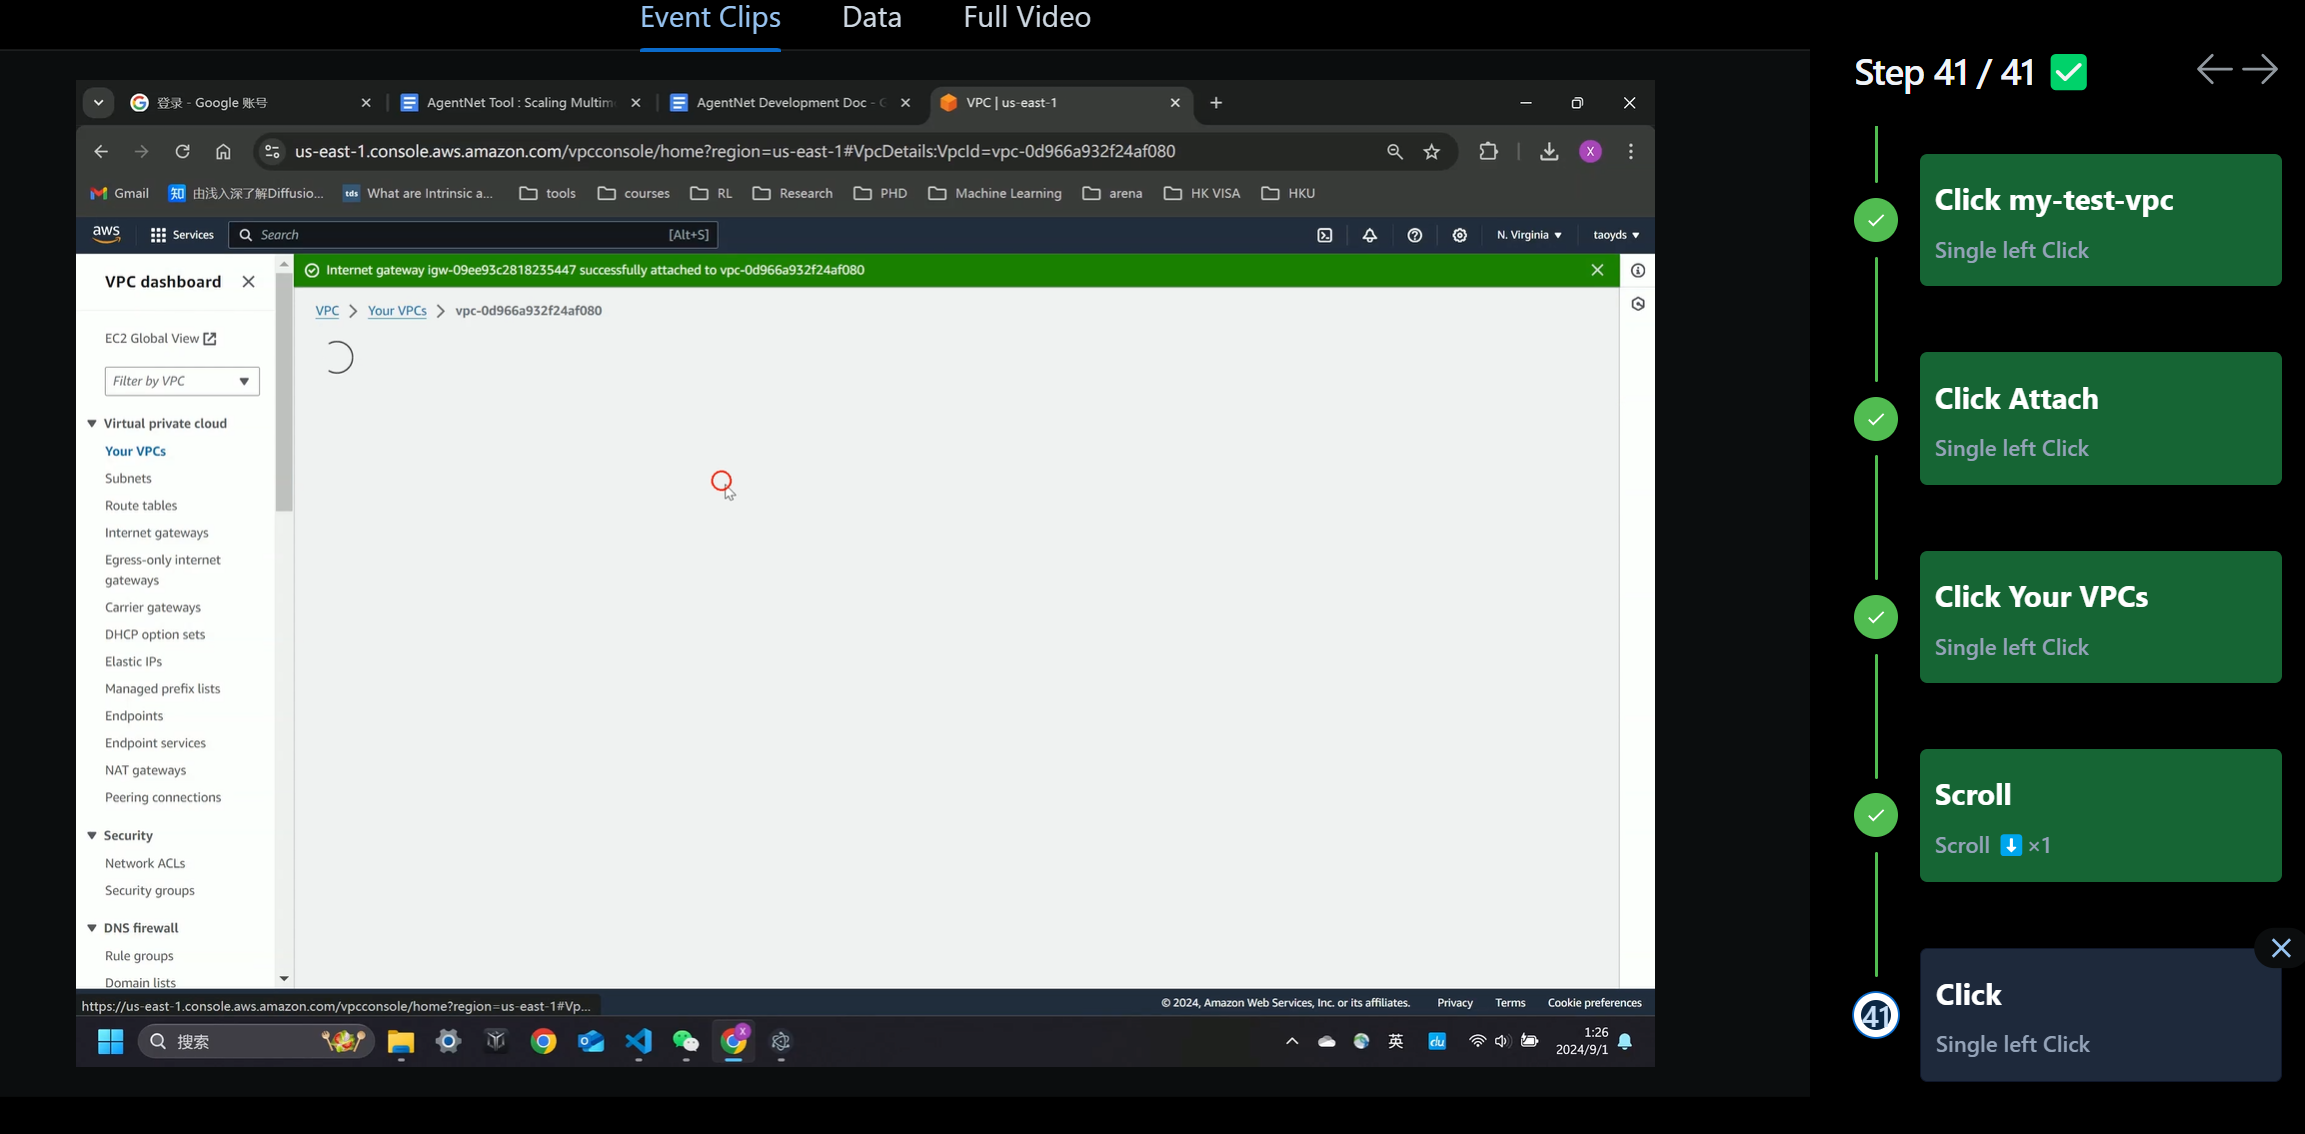 Event Clips
Data
Full Video
Step 41 / 41
登录 - Google 账号
AgentNet Tool : Scaling Multim
AgentNet Development Doc -
VPC | us-east-1
us-east-1.console.aws.amazon.com/vpcconsole/home?region=us-east-1#VpcDetails:VpcId=vpc-0d966a932f24af080
X
Gmail
知 由浅入深了解Diffusio...
tds What are Intrinsic a...
tools
courses
RL
Research
PHD
Machine Learning
arena
HK VISA
HKU
aws
Services
Search
[Alt+S]
N. Virginia
taoyds
VPC dashboard
Internet gateway igw-09ee93c2818235447 successfully attached to vpc-0d966a932f24af080
VPC
Your VPCs
vpc-0d966a932f24af080
EC2 Global View
Filter by VPC
Virtual private cloud
Your VPCs
Subnets
Route tables
Internet gateways
Egress-only internet
gateways
Carrier gateways
DHCP option sets
Elastic IPs
Managed prefix lists
Endpoints
Endpoint services
NAT gateways
Peering connections
Security
Network ACLs
Security groups
DNS firewall
Rule groups
Domain lists
https://us-east-1.console.aws.amazon.com/vpcconsole/home?region=us-east-1#Vp...
© 2024, Amazon Web Services, Inc. or its affiliates.
Privacy
Terms
Cookie preferences
搜索
X
英
du
1:26
2024/9/1
Click my-test-vpc
Single left Click
Click Attach
Single left Click
Click Your VPCs
Single left Click
Scroll
Scroll ⬇️ ×1
41
Click
Single left Click